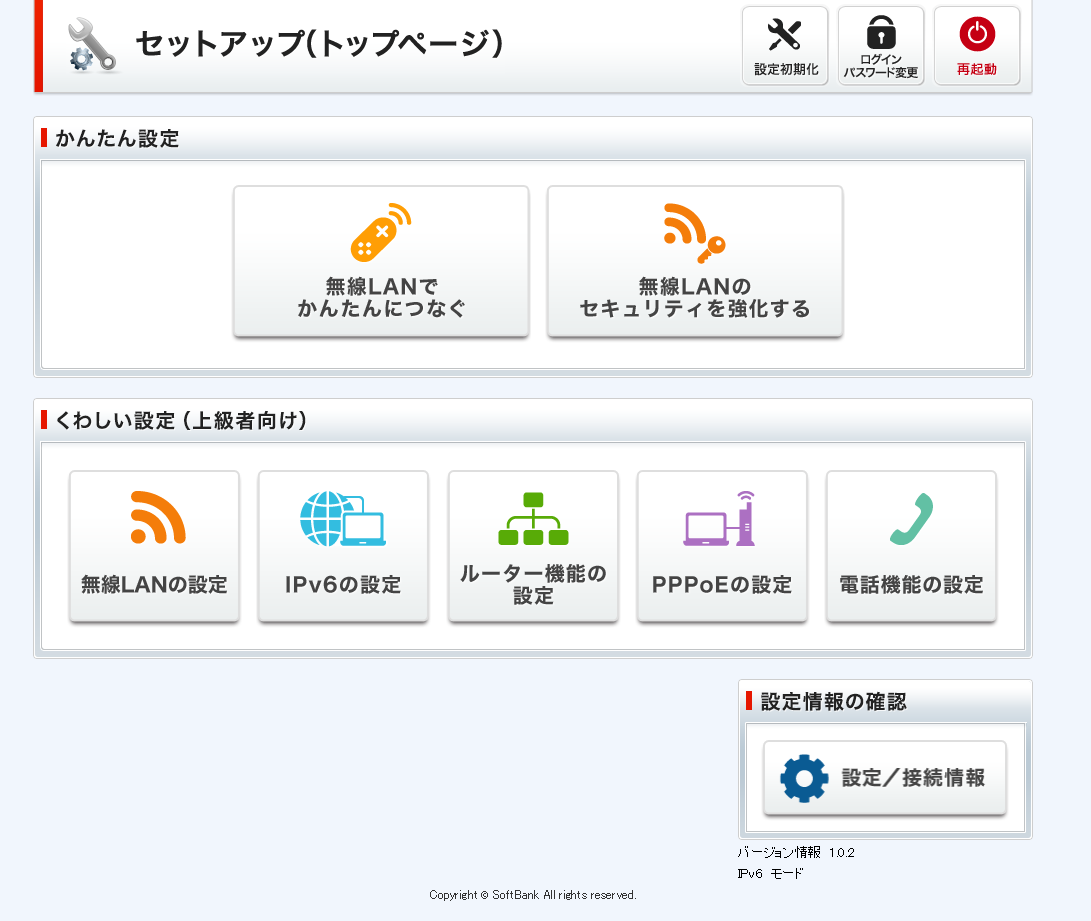 セットアップ(トップページ)
設定初期化
ログイン
パスワード変更
再起動
かんたん設定
無線LANで
かんたんにつなぐ
無線LANの
セキュリティを強化する
くわしい設定（上級者向け）
無線LANの設定
IPv6の設定
ルーター機能の
設定
PPPoEの設定
電話機能の設定
設定情報の確認
設定／接続情報
バージョン情報 1.0.2
IPv6 モード
Copyright © SoftBank All rights reserved.